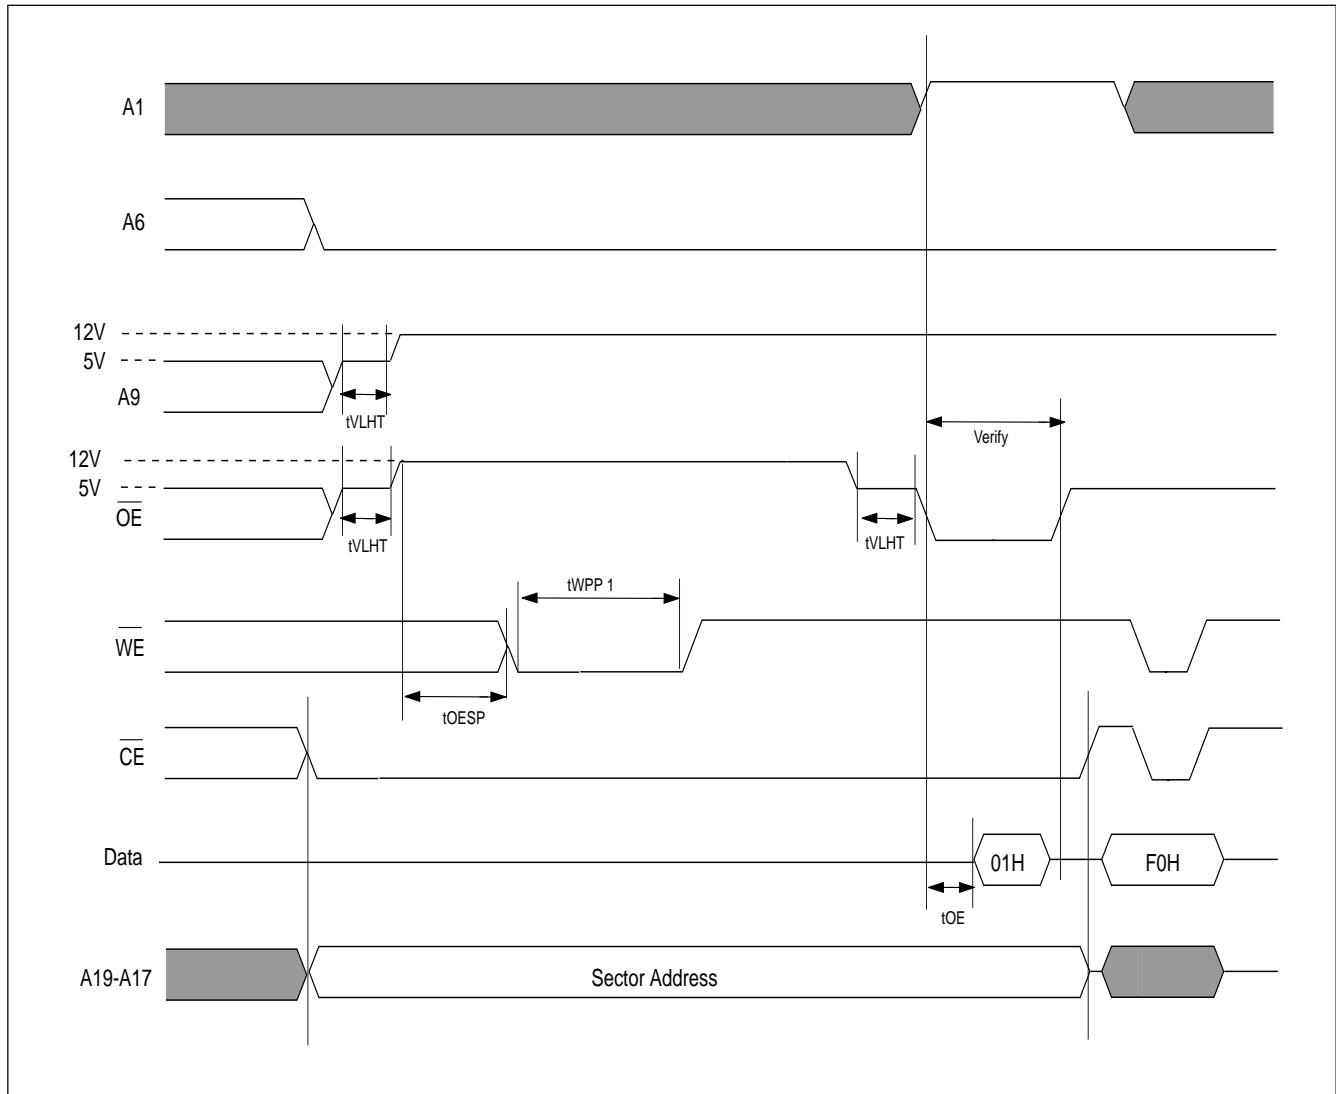 A1
A6
12V
5V
A9
tVLHT
Verify
12V
5V
OE
tVLHT
tVLHT
tWPP 1
WE
tOESP
CE
Data
01H
F0H
tOE
A19-A17
Sector Address